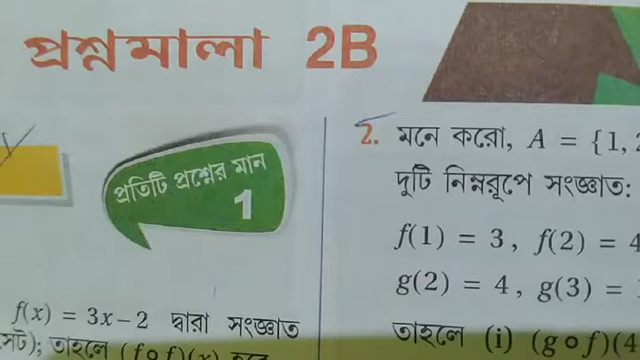 প্রশ্নমালা 2B
প্রতিটি প্রশ্নের মান
1
f(x) = 3x – 2 দ্বারা সংজ্ঞাত
তাহলে (f o f)(x)
2. মনে করো, A = {1,
দুটি নিম্নরূপে সংজ্ঞাত:
f(1) = 3, f(2) = 4
g(2) = 4, g(3) =
তাহলে (i) (g o f)(4